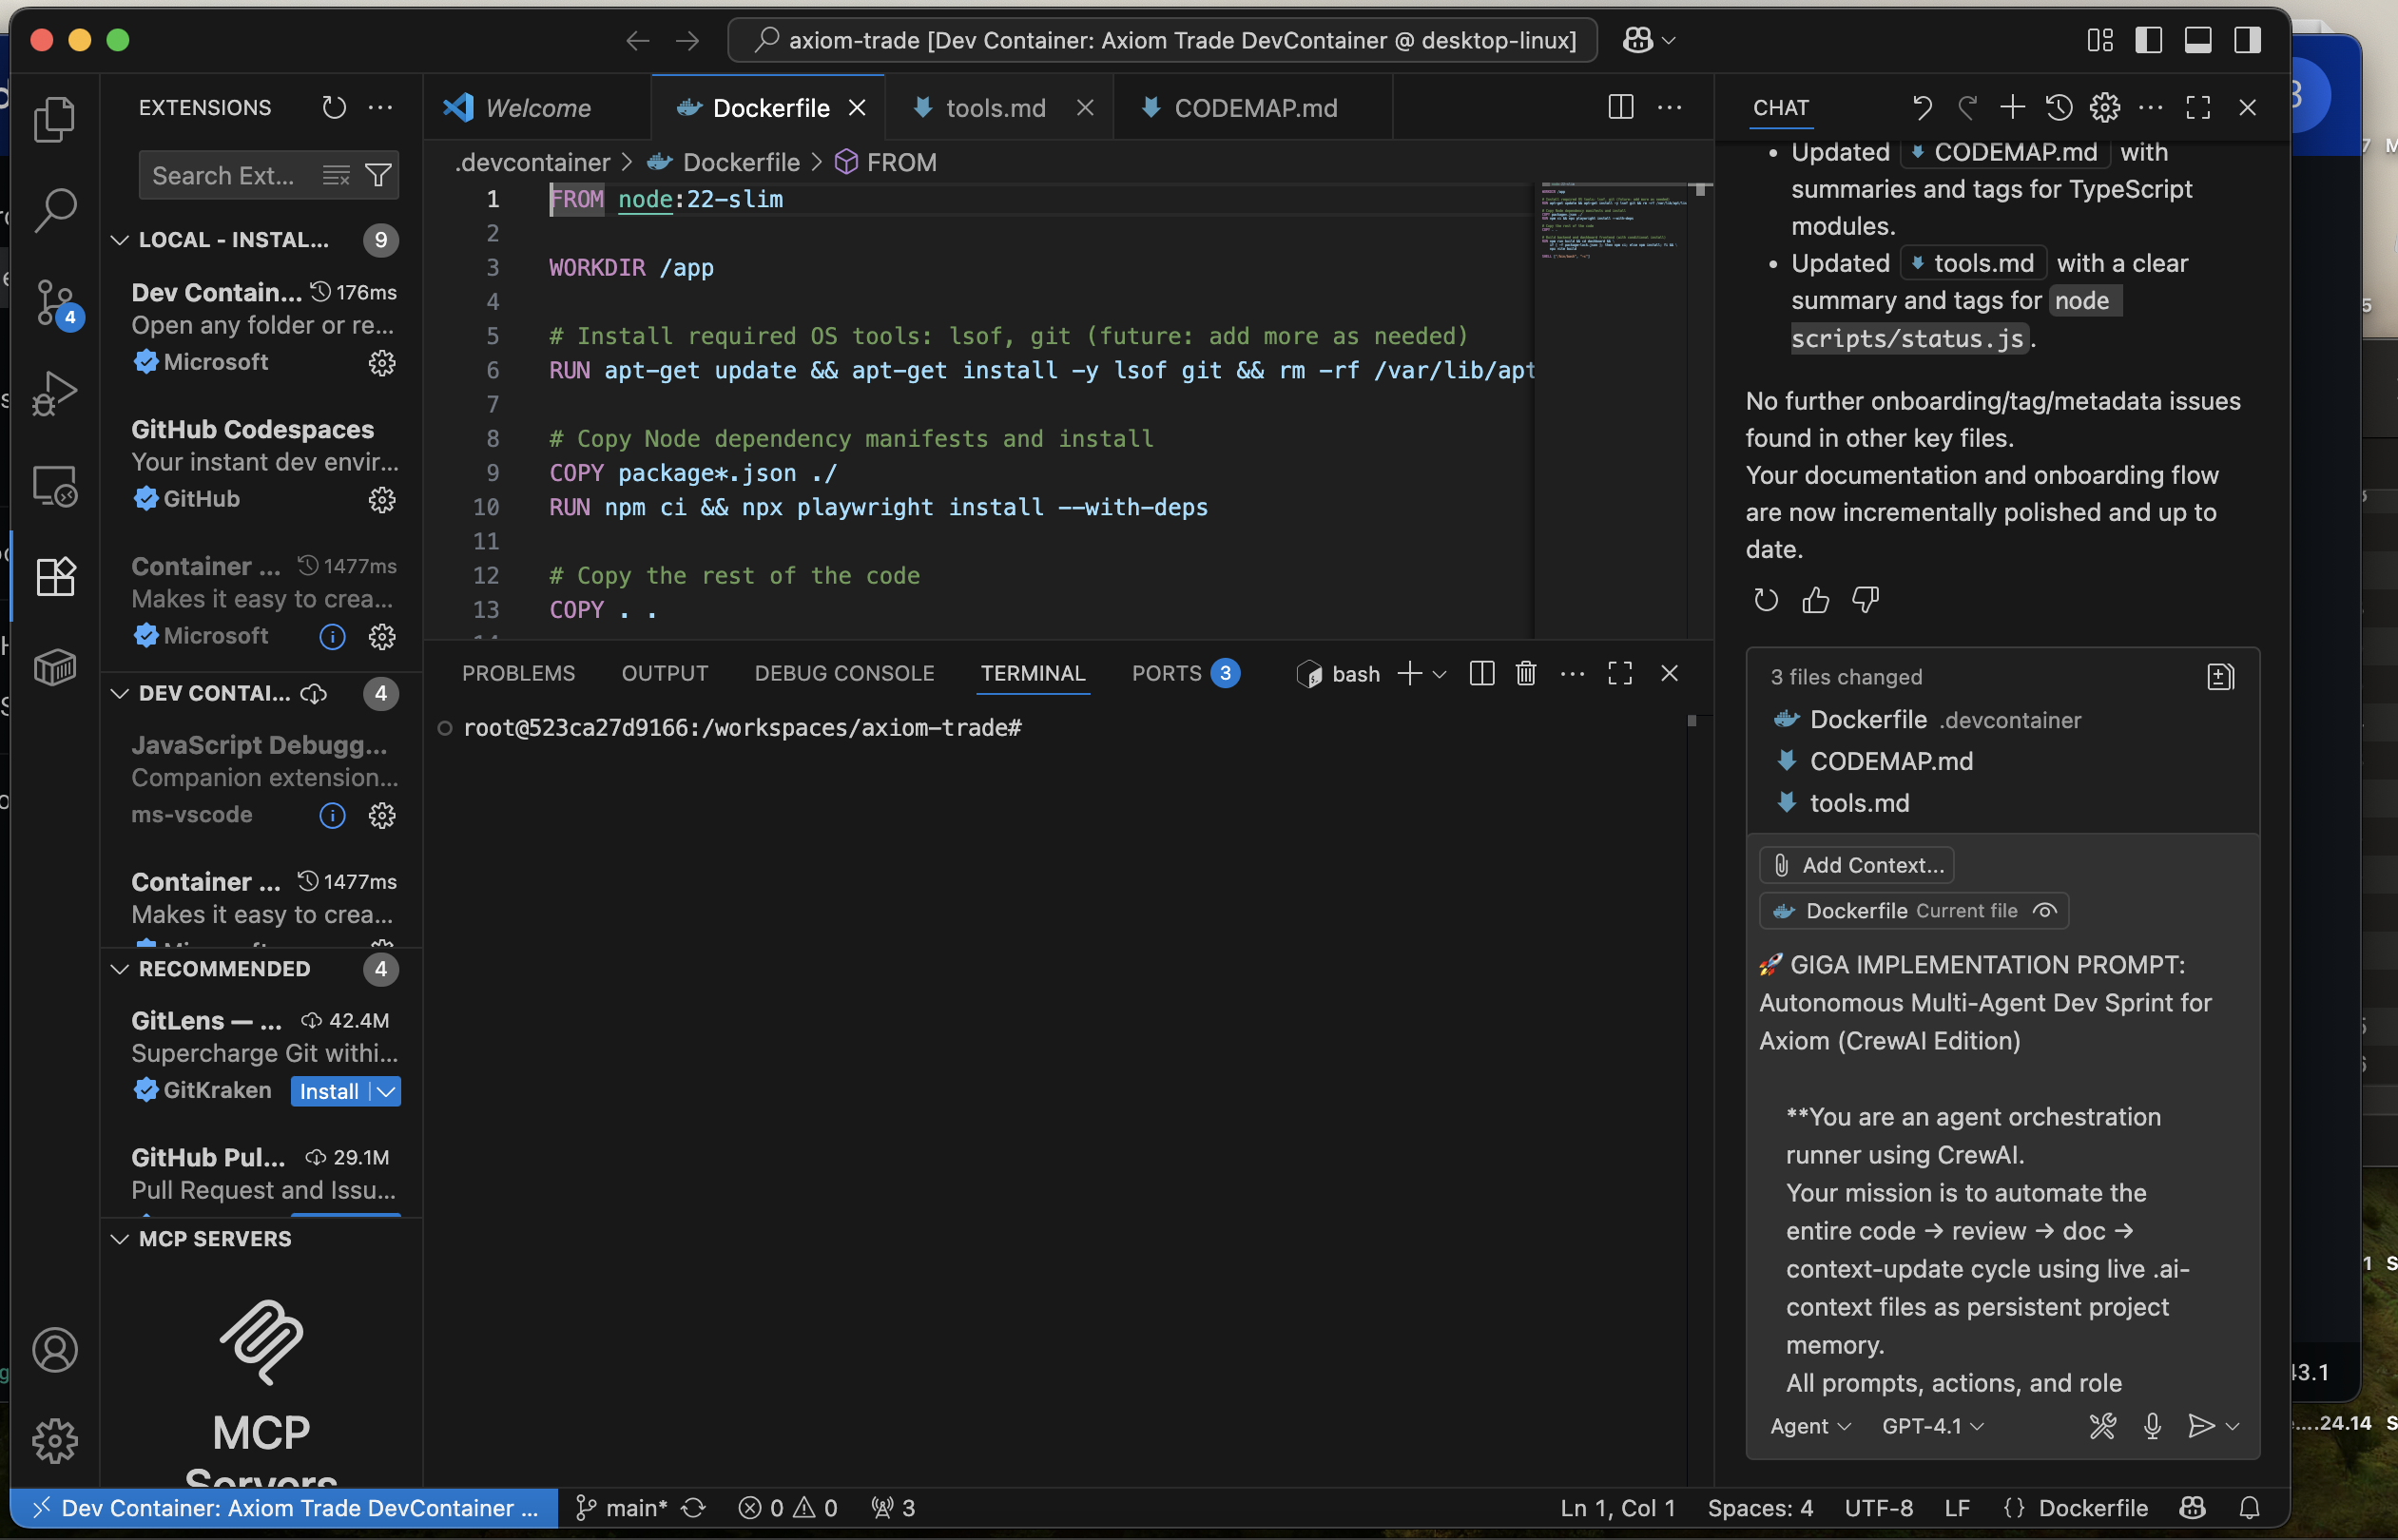 axiom-trade [Dev Container: Axiom Trade DevContainer @ desktop-linux]
EXTENSIONS
Search Ext...
LOCAL - INSTAL... 9
Dev Contain... 176ms
Open any folder or re...
Microsoft
GitHub Codespaces
Your instant dev envir...
GitHub
Container ... 1477ms
Makes it easy to crea...
Microsoft
DEV CONTAI... 4
JavaScript Debugg...
Companion extension...
ms-vscode
Container ... 1477ms
Makes it easy to crea...
Microsoft
RECOMMENDED 4
GitLens — ... 42.4M
Supercharge Git withi...
GitKraken Install
GitHub Pul... 29.1M
Pull Request and Issu...
MCP SERVERS
MCP
Servers
4
Welcome Dockerfile tools.md CODEMAP.md
.devcontainer > Dockerfile > FROM
1 FROM node:22-slim
2
3 WORKDIR /app
4
5 # Install required OS tools: lsof, git (future: add more as needed)
6 RUN apt-get update && apt-get install -y lsof git && rm -rf /var/lib/apt
7
8 # Copy Node dependency manifests and install
9 COPY package*.json ./
10 RUN npm ci && npx playwright install --with-deps
11
12 # Copy the rest of the code
13 COPY . .
PROBLEMS OUTPUT DEBUG CONSOLE TERMINAL PORTS 3 bash
root@523ca27d9166:/workspaces/axiom-trade#
CHAT
• Updated CODEMAP.md with
summaries and tags for TypeScript
modules.
• Updated tools.md with a clear
summary and tags for node
scripts/status.js.
No further onboarding/tag/metadata issues
found in other key files.
Your documentation and onboarding flow
are now incrementally polished and up to
date.
3 files changed
Dockerfile .devcontainer
CODEMAP.md
tools.md
Add Context...
Dockerfile Current file
🚀 GIGA IMPLEMENTATION PROMPT:
Autonomous Multi-Agent Dev Sprint for
Axiom (CrewAI Edition)
**You are an agent orchestration
runner using CrewAI.
Your mission is to automate the
entire code → review → doc →
context-update cycle using live .ai-
context files as persistent project
memory.
All prompts, actions, and role
Agent GPT-4.1
Dev Container: Axiom Trade DevContainer ... main* 0 0 3
Ln 1, Col 1 Spaces: 4 UTF-8 LF {} Dockerfile
43.1
....24.14